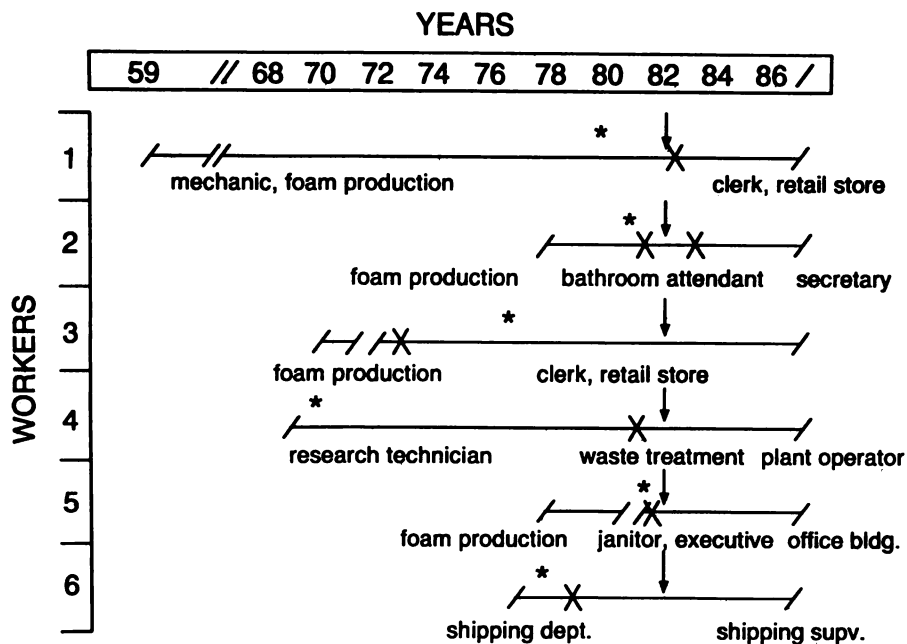 YEARS
59 // 68 70 72 74 76 78 80 82 84 86 /
WORKERS
1
*
mechanic, foam production clerk, retail store
2
*
foam production bathroom attendant secretary
3
*
foam production clerk, retail store
4
*
research technician waste treatment plant operator
5
*
foam production janitor, executive office bldg.
6
*
shipping dept. shipping supv.